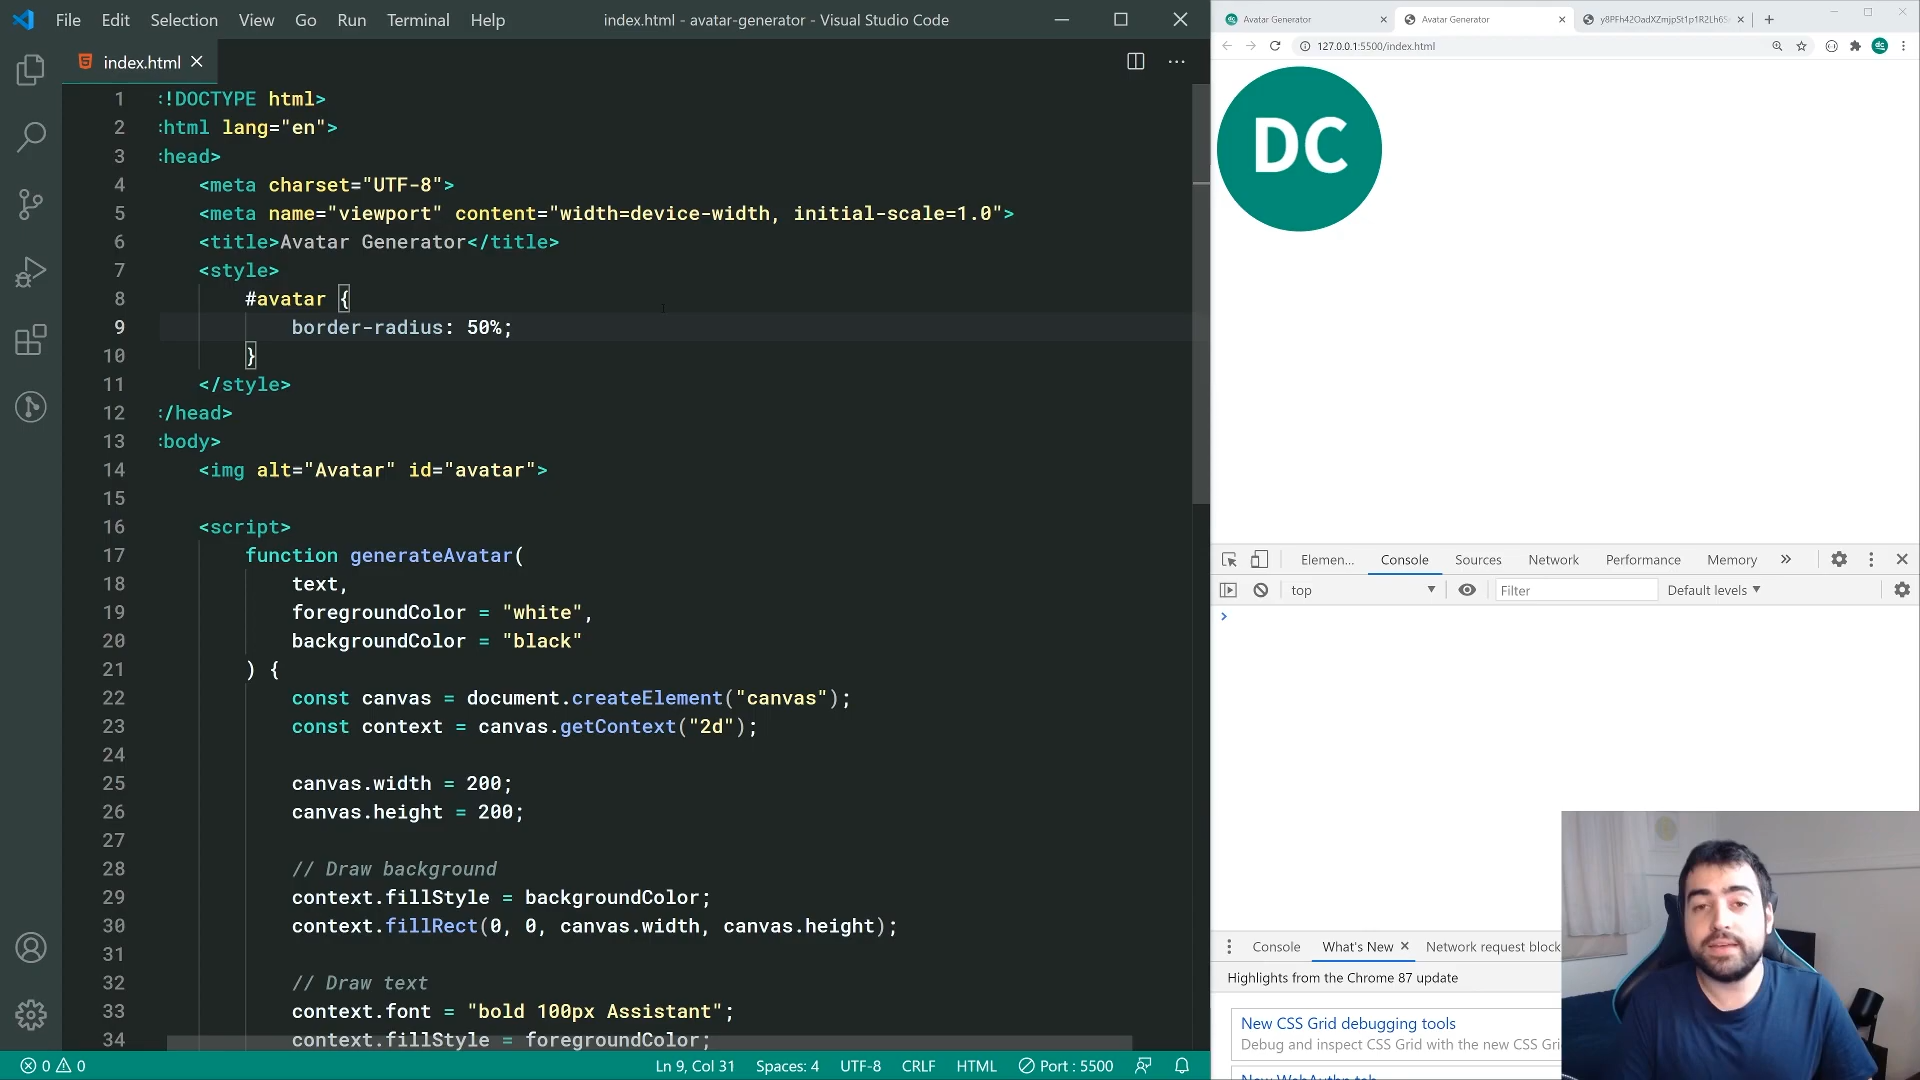 File Edit Selection View Go Run Terminal Help
index.html - avatar-generator - Visual Studio Code
index.html
1 :!DOCTYPE html>
2 :html lang="en">
3 :head>
4 <meta charset="UTF-8">
5 <meta name="viewport" content="width=device-width, initial-scale=1.0">
6 <title>Avatar Generator</title>
7 <style>
8 #avatar {
9 border-radius: 50%;
10 }
11 </style>
12 :/head>
13 :body>
14 <img alt="Avatar" id="avatar">
15
16 <script>
17 function generateAvatar(
18 text,
19 foregroundColor = "white",
20 backgroundColor = "black"
21 ) {
22 const canvas = document.createElement("canvas");
23 const context = canvas.getContext("2d");
24
25 canvas.width = 200;
26 canvas.height = 200;
27
28 // Draw background
29 context.fillStyle = backgroundColor;
30 context.fillRect(0, 0, canvas.width, canvas.height);
31
32 // Draw text
33 context.font = "bold 100px Assistant";
34 context.fillStyle = foregroundColor;
0 0 Ln 9, Col 31 Spaces: 4 UTF-8 CRLF HTML Port : 5500
Avatar Generator Avatar Generator
127.0.0.1:5500/index.html
DC
Elemen... Console Sources Network Performance Memory
top Filter Default levels
Console What's New Network request block
Highlights from the Chrome 87 update
New CSS Grid debugging tools
Debug and inspect CSS Grid with the new CSS Gri